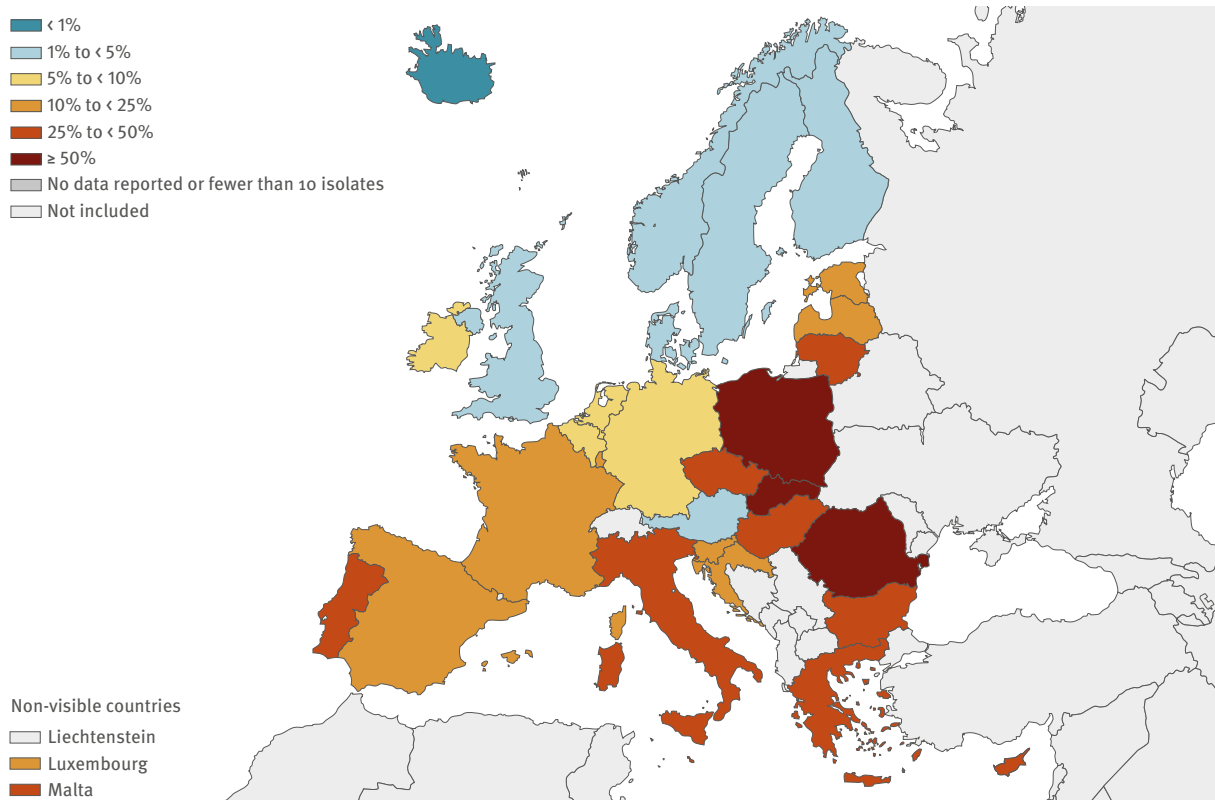 < 1%
1% to < 5%
5% to < 10%
10% to < 25%
25% to < 50%
≥ 50%
No data reported or fewer than 10 isolates
Not included
Non-visible countries
Liechtenstein
Luxembourg
Malta